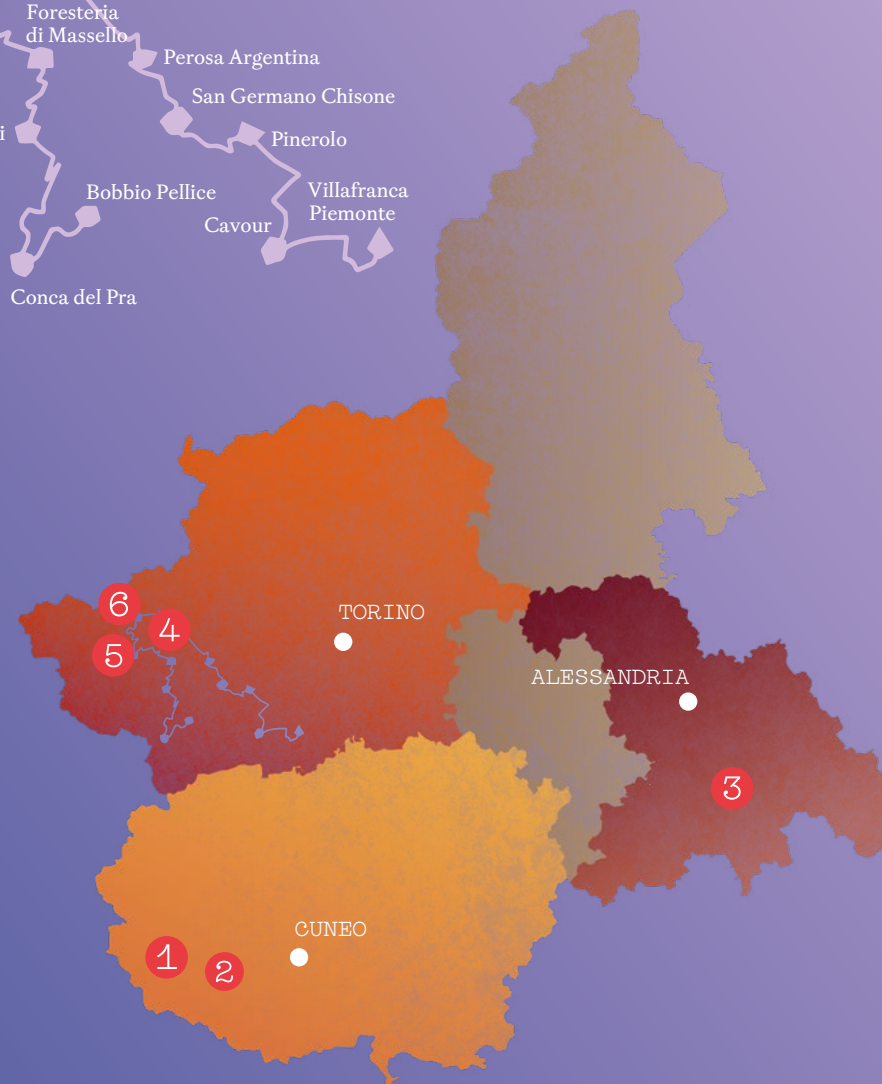 Foresteria
di Massello
Perosa Argentina
San Germano Chisone
i
Pinerolo
Bobbio Pellice
Villafranca
Piemonte
Cavour
Conca del Pra
6
4
TORINO
5
ALESSANDRIA
3
CUNEO
1
2